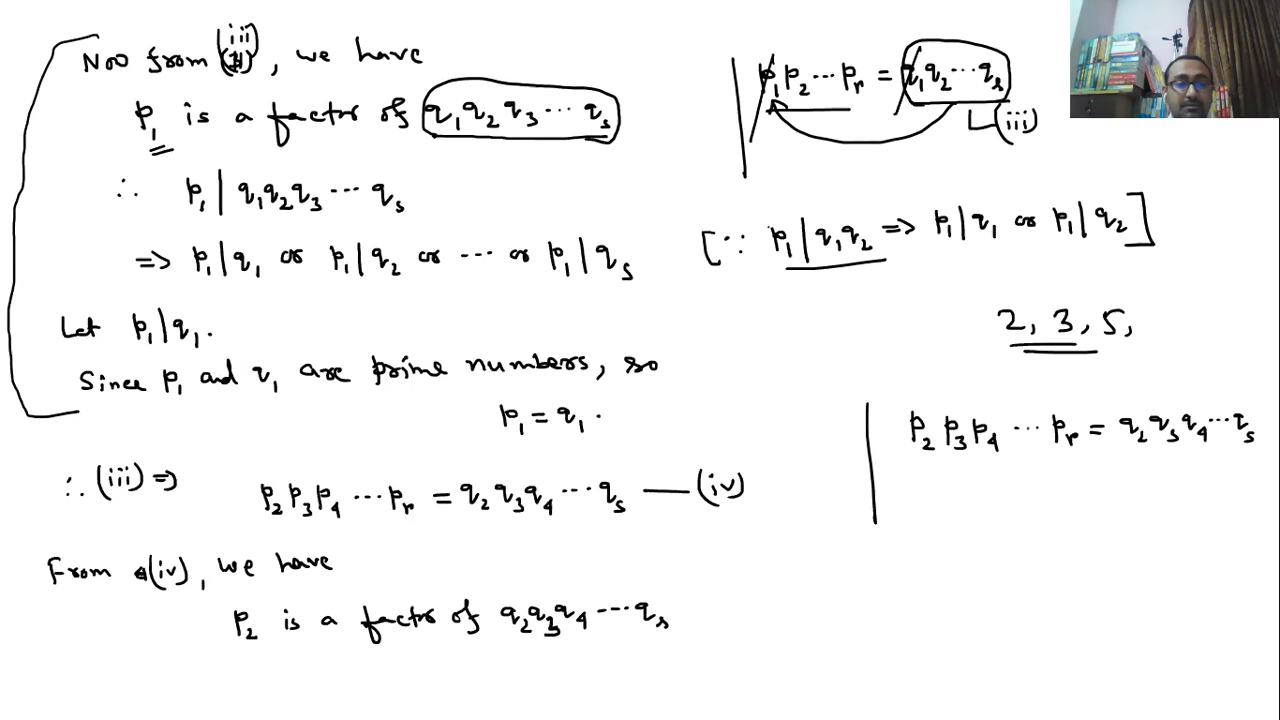 Now from (iii), we have
p₁ is a factor of q₁q₂q₃⋯qₛ
∴ p₁ | q₁q₂q₃⋯qₛ
=> p₁|q₁ or p₁|q₂ or ⋯ or p₁|qₛ
Let p₁|q₁.
Since p₁ and q₁ are prime numbers, so
p₁ = q₁.
∴ (iii) =>
p₂p₃p₄⋯pᵣ = q₂q₃q₄⋯qₛ —(iv)
From (iv), we have
p₂ is a factor of q₂q₃q₄⋯qₛ
p₁p₂⋯pᵣ = q₁q₂⋯qₛ
(iii)
[∵ p₁|q₁q₂ => p₁|q₁ or p₁|q₂]
2, 3, 5,
p₂p₃p₄⋯pᵣ = q₂q₃q₄⋯qₛ